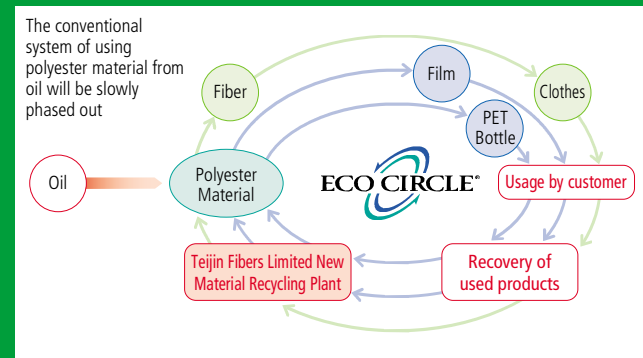 The conventional
system of using
polyester material from
oil will be slowly
phased out
Fiber
Film
Clothes
PET
Bottle
Oil
Polyester
Material
ECO CIRCLE®
Usage by customer
Teijin Fibers Limited New
Material Recycling Plant
Recovery of
used products